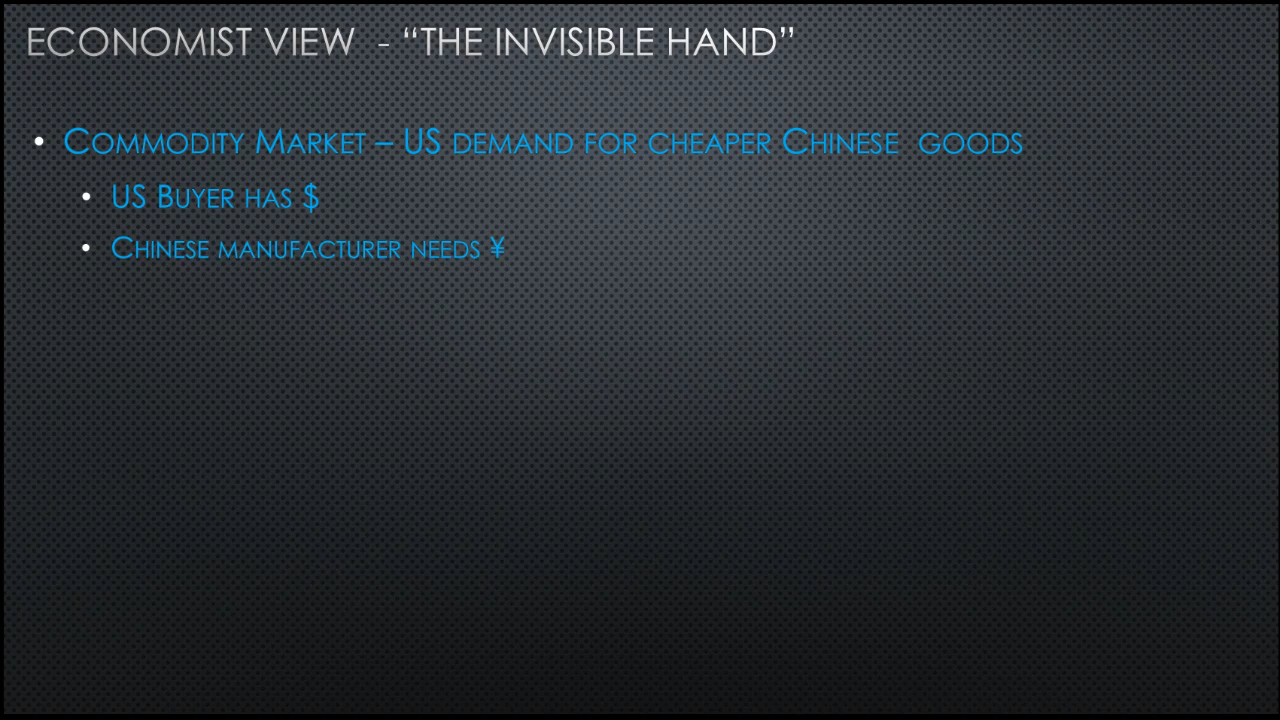 ECONOMIST VIEW - “THE INVISIBLE HAND”
• COMMODITY MARKET – US DEMAND FOR CHEAPER CHINESE GOODS
• US BUYER HAS $
• CHINESE MANUFACTURER NEEDS ¥